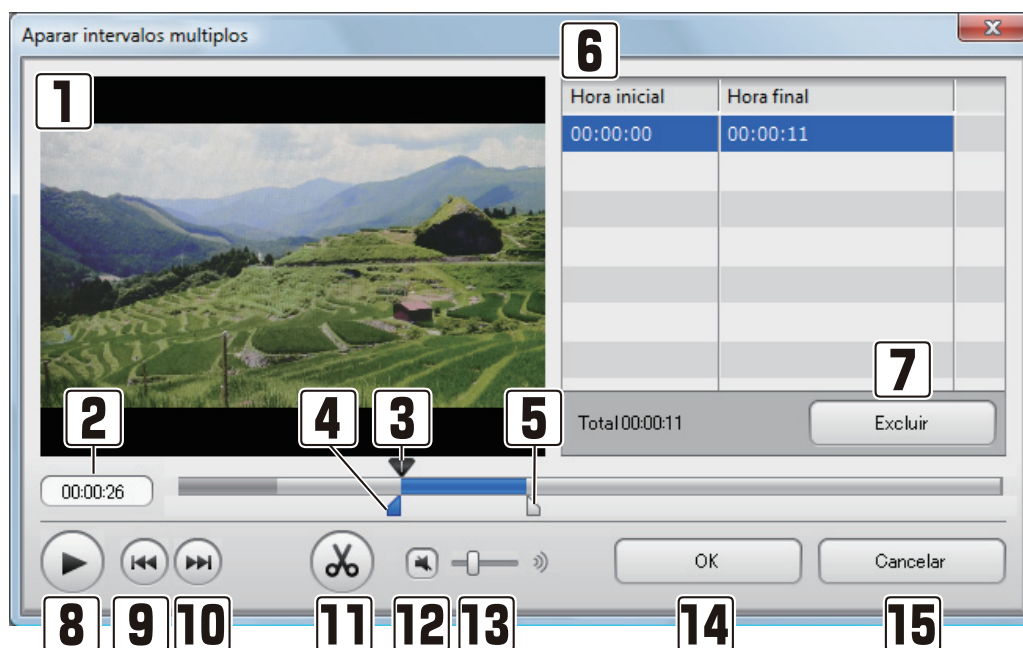 Aparar intervalos multiplos
1
6
Hora inicial Hora final
00:00:00 00:00:11
7
2
4
3
5
Total 00:00:11
Excluir
00:00:26
OK
Cancelar
8
9
10
11
12
13
14
15